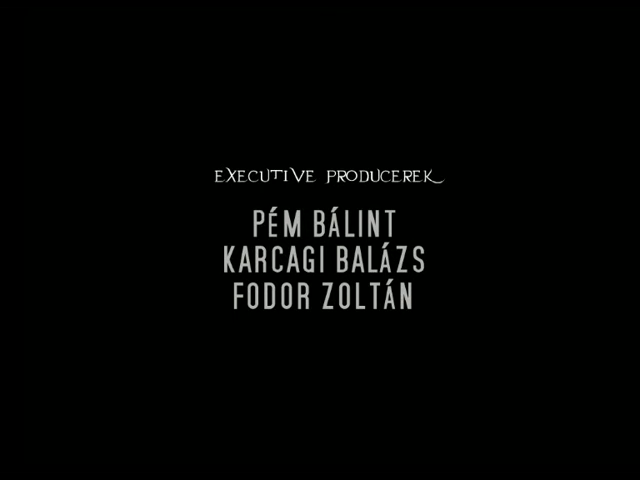 EXECUTIVE PRODUCEREK
PÉM BÁLINT
KARCAGI BALÁZS
FODOR ZOLTÁN